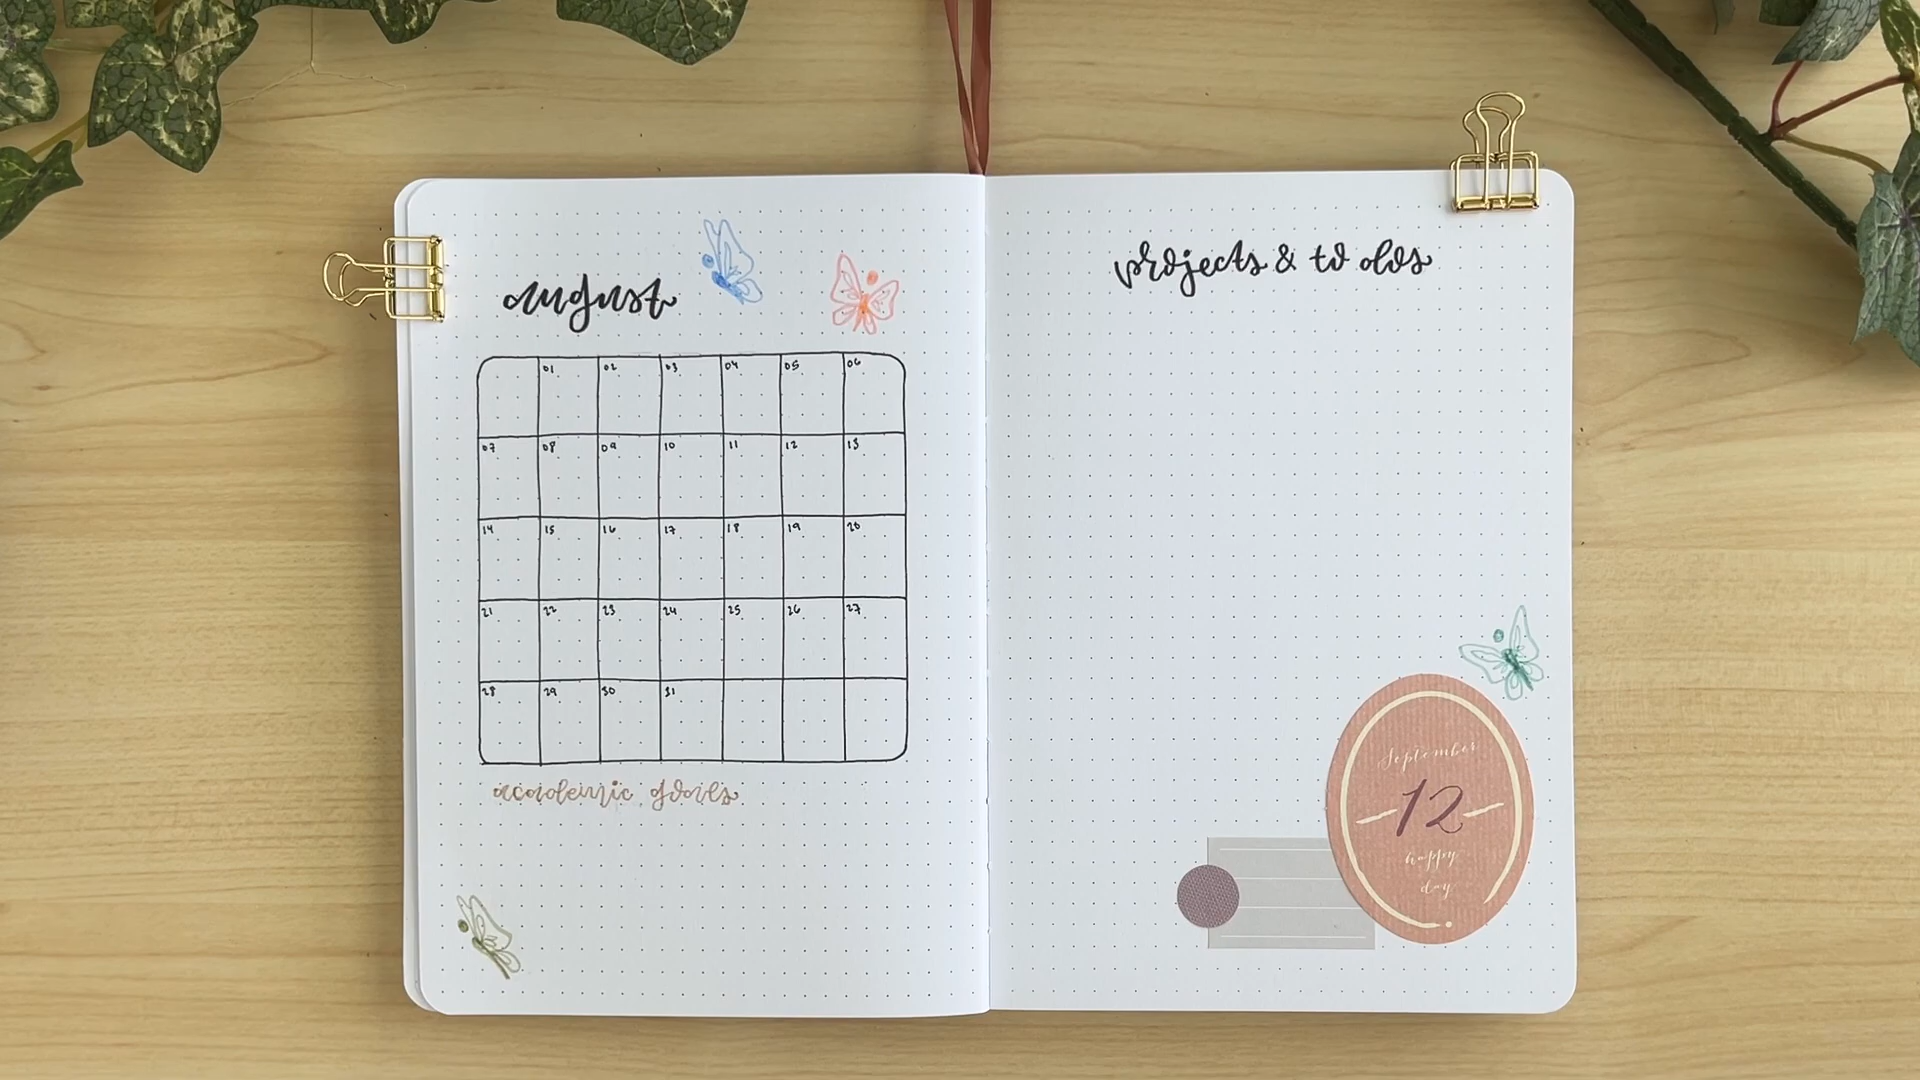 august
01 02 03 04 05 06
07 08 09 10 11 12 13
14 15 16 17 18 19 20
21 22 23 24 25 26 27
28 29 30 31
academic goals
projects & to dos
September
12
happy
day